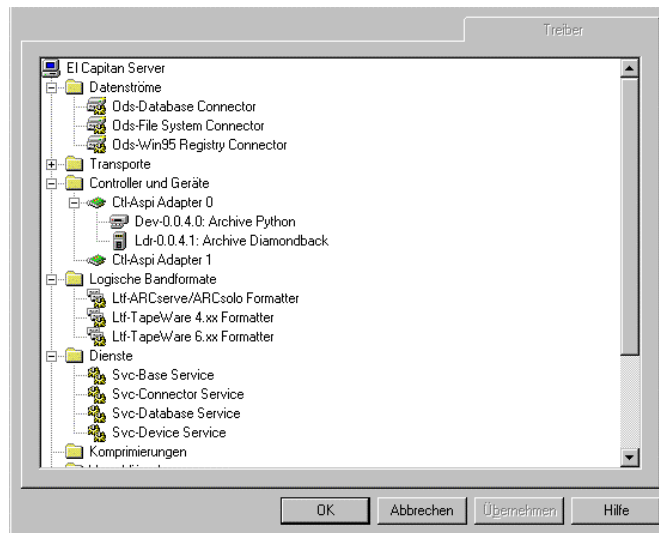 Treiber
El Capitan Server
Datenströme
Ods-Database Connector
Ods-File System Connector
Ods-Win95 Registry Connector
Transporte
Controller und Geräte
Ctl-Aspi Adapter 0
Dev-0.0.4.0: Archive Python
Ldr-0.0.4.1: Archive Diamondback
Ctl-Aspi Adapter 1
Logische Bandformate
Ltf-ARCserve/ARCsolo Formatter
Ltf-TapeWare 4.xx Formatter
Ltf-TapeWare 6.xx Formatter
Dienste
Svc-Base Service
Svc-Connector Service
Svc-Database Service
Svc-Device Service
Komprimierungen
OK Abbrechen Übernehmen Hilfe